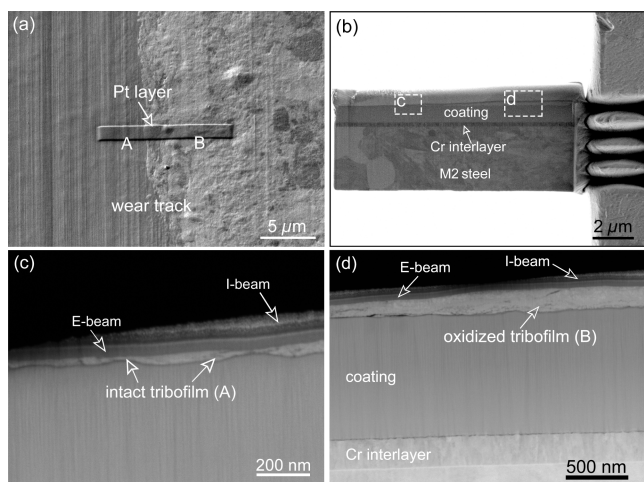 (a)
Pt layer
A
B
wear track
5 µm
(b)
c
d
coating
Cr interlayer
M2 steel
2 µm
(c)
I-beam
E-beam
intact tribofilm (A)
200 nm
(d)
I-beam
E-beam
oxidized tribofilm (B)
coating
Cr interlayer
500 nm